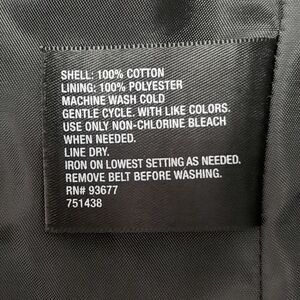 SHELL: 100% COTTON
LINING: 100% POLYESTER
MACHINE WASH COLD
GENTLE CYCLE. WITH LIKE COLORS.
USE ONLY NON-CHLORINE BLEACH
WHEN NEEDED.
LINE DRY.
IRON ON LOWEST SETTING AS NEEDED.
REMOVE BELT BEFORE WASHING.
RN# 93677
751438